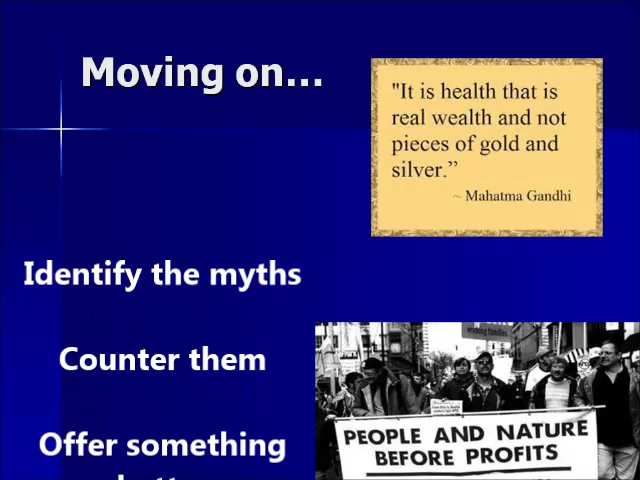 Moving on...
"It is health that is
real wealth and not
pieces of gold and
silver.”
~ Mahatma Gandhi
Identify the myths
Counter them
Offer something
PEOPLE AND NATURE
BEFORE PROFITS